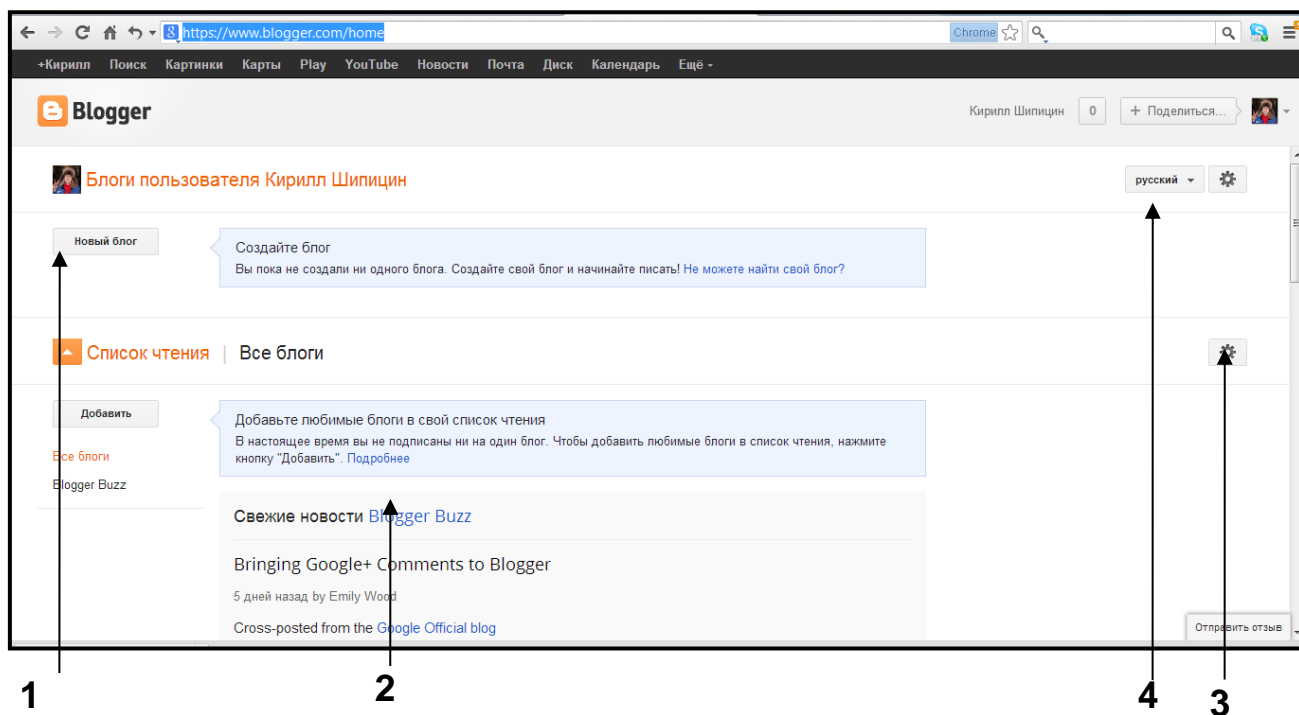 https://www.blogger.com/home
Chrome
+Кирилл Поиск Картинки Карты Play YouTube Новости Почта Диск Календарь Ещё
Blogger
Кирилл Шипицин 0 + Поделиться...
Блоги пользователя Кирилл Шипицин
русский
Новый блог
Создайте блог
Вы пока не создали ни одного блога. Создайте свой блог и начинайте писать! Не можете найти свой блог?
Список чтения | Все блоги
Добавить
Добавьте любимые блоги в свой список чтения
В настоящее время вы не подписаны ни на один блог. Чтобы добавить любимые блоги в список чтения, нажмите
кнопку "Добавить". Подробнее
Все блоги
Blogger Buzz
Свежие новости Blogger Buzz
Bringing Google+ Comments to Blogger
5 дней назад by Emily Wood
Cross-posted from the Google Official blog
Отправить отзыв
1 2 4 3